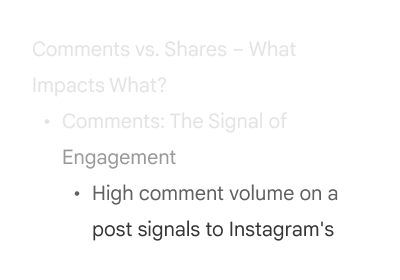 Comments vs. Shares – What
Impacts What?
• Comments: The Signal of
Engagement
• High comment volume on a
post signals to Instagram's